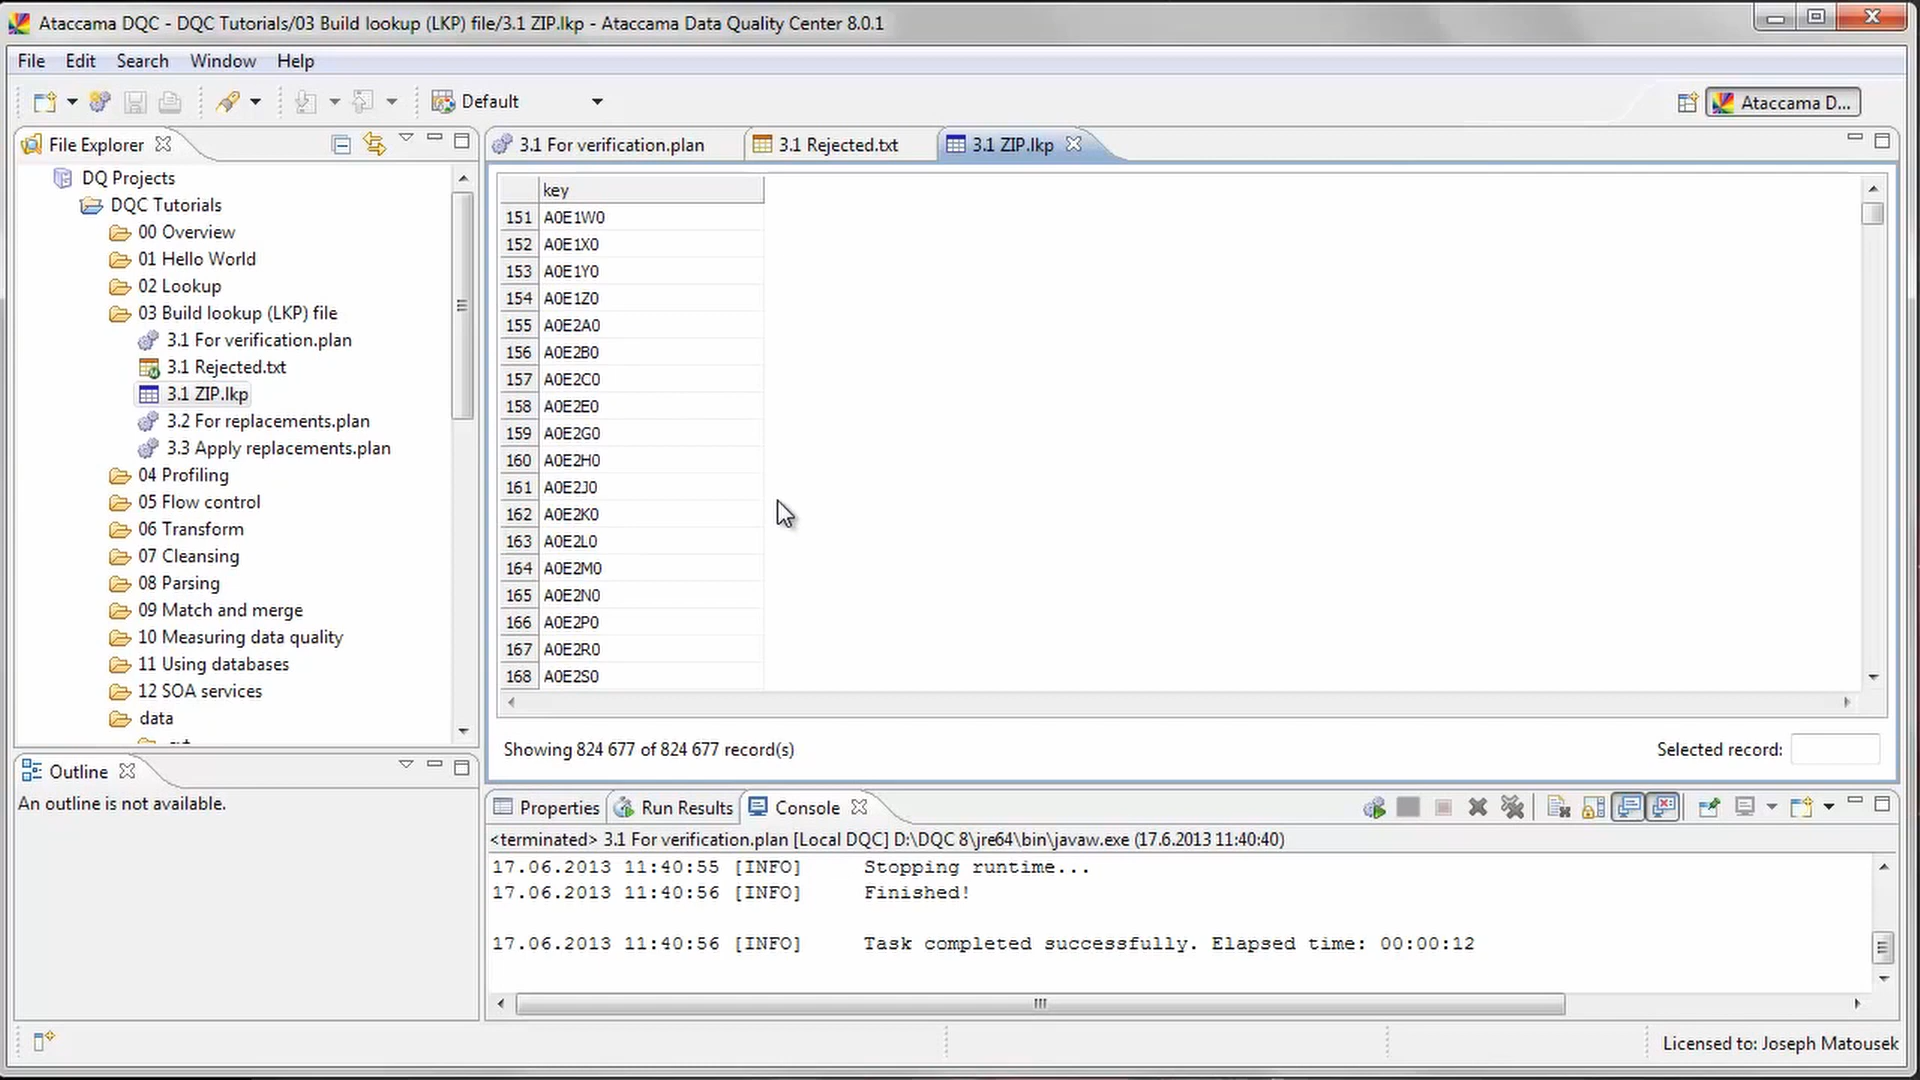 Ataccama DQC - DQC Tutorials/03 Build lookup (LKP) file/3.1 ZIP.lkp - Ataccama Data Quality Center 8.0.1
File Edit Search Window Help
Default
Ataccama D...
File Explorer
DQ Projects
DQC Tutorials
00 Overview
01 Hello World
02 Lookup
03 Build lookup (LKP) file
3.1 For verification.plan
3.1 Rejected.txt
3.1 ZIP.lkp
3.2 For replacements.plan
3.3 Apply replacements.plan
04 Profiling
05 Flow control
06 Transform
07 Cleansing
08 Parsing
09 Match and merge
10 Measuring data quality
11 Using databases
12 SOA services
data
Outline
An outline is not available.
3.1 For verification.plan 3.1 Rejected.txt 3.1 ZIP.lkp
key
151 A0E1W0
152 A0E1X0
153 A0E1Y0
154 A0E1Z0
155 A0E2A0
156 A0E2B0
157 A0E2C0
158 A0E2E0
159 A0E2G0
160 A0E2H0
161 A0E2J0
162 A0E2K0
163 A0E2L0
164 A0E2M0
165 A0E2N0
166 A0E2P0
167 A0E2R0
168 A0E2S0
Showing 824 677 of 824 677 record(s) Selected record:
Properties Run Results Console
<terminated> 3.1 For verification.plan [Local DQC] D:\DQC 8\jre64\bin\javaw.exe (17.6.2013 11:40:40)
17.06.2013 11:40:55 [INFO] Stopping runtime...
17.06.2013 11:40:56 [INFO] Finished!
17.06.2013 11:40:56 [INFO] Task completed successfully. Elapsed time: 00:00:12
Licensed to: Joseph Matousek